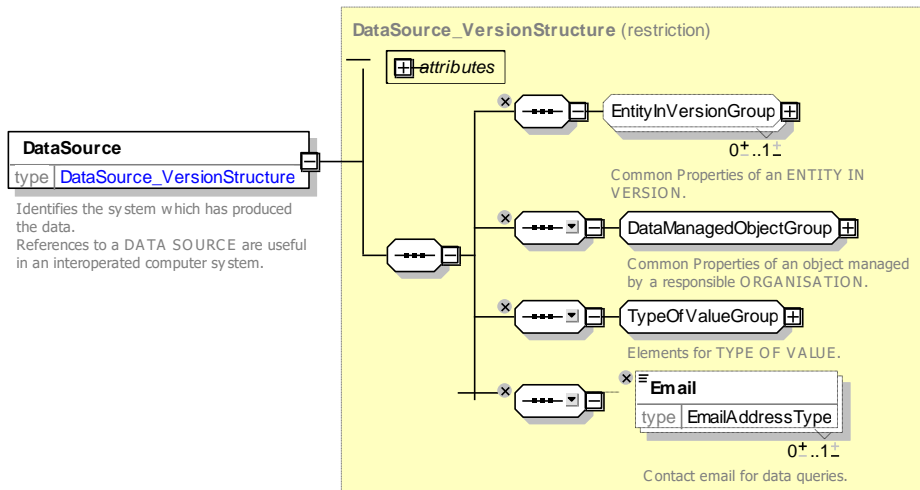 DataSource_VersionStructure (restriction)
attributes
EntityInVersionGroup
0..1
Common Properties of an ENTITY IN
VERSION.
DataSource
type DataSource_VersionStructure
Identifies the system which has produced
the data.
References to a DATA SOURCE are useful
in an interoperated computer system.
DataManagedObjectGroup
Common Properties of an object managed
by a responsible ORGANISATION.
TypeOfValueGroup
Elements for TYPE OF VALUE.
Email
type EmailAddressType
0..1
Contact email for data queries.